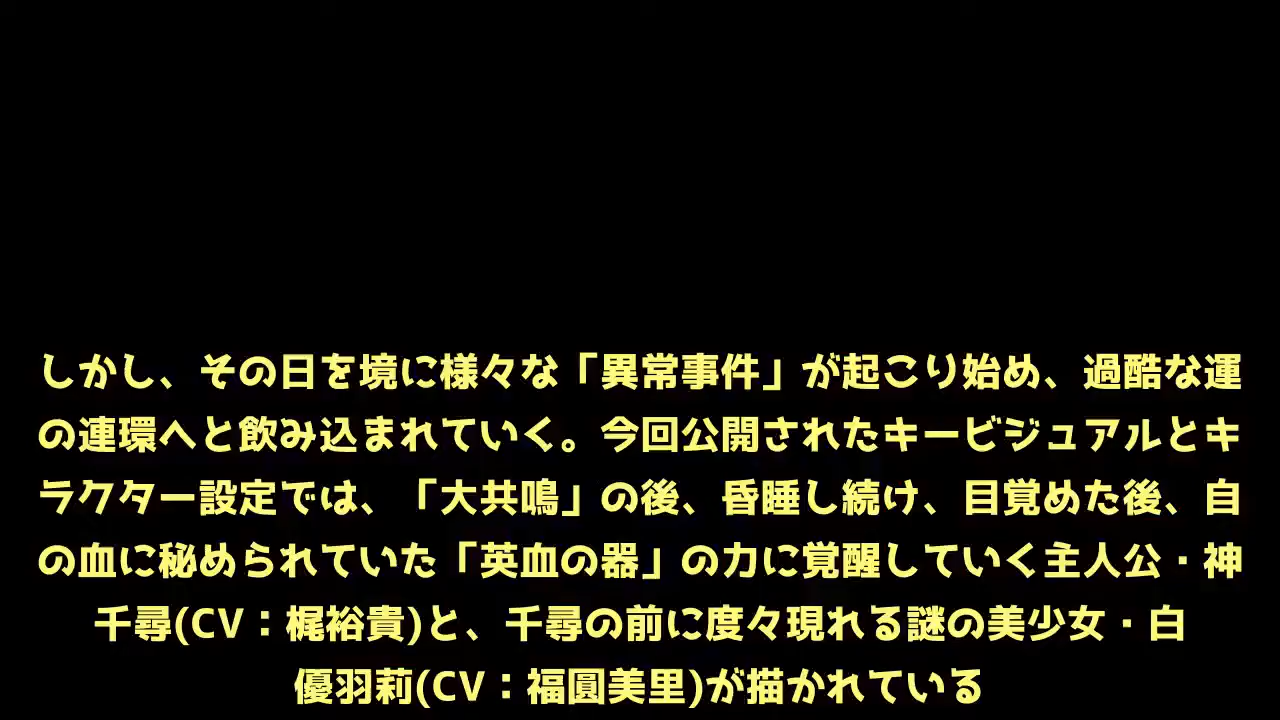 しかし、その日を境に様々な「異常事件」が起こり始め、過酷な運
の連環へと飲み込まれていく。今回公開されたキービジュアルとキ
ラクター設定では、「大共鳴」の後、昏睡し続け、目覚めた後、自
の血に秘められていた「英血の器」の力に覚醒していく主人公・神
千尋(CV：梶裕貴)と、千尋の前に度々現れる謎の美少女・白
優羽莉(CV：福圓美里)が描かれている